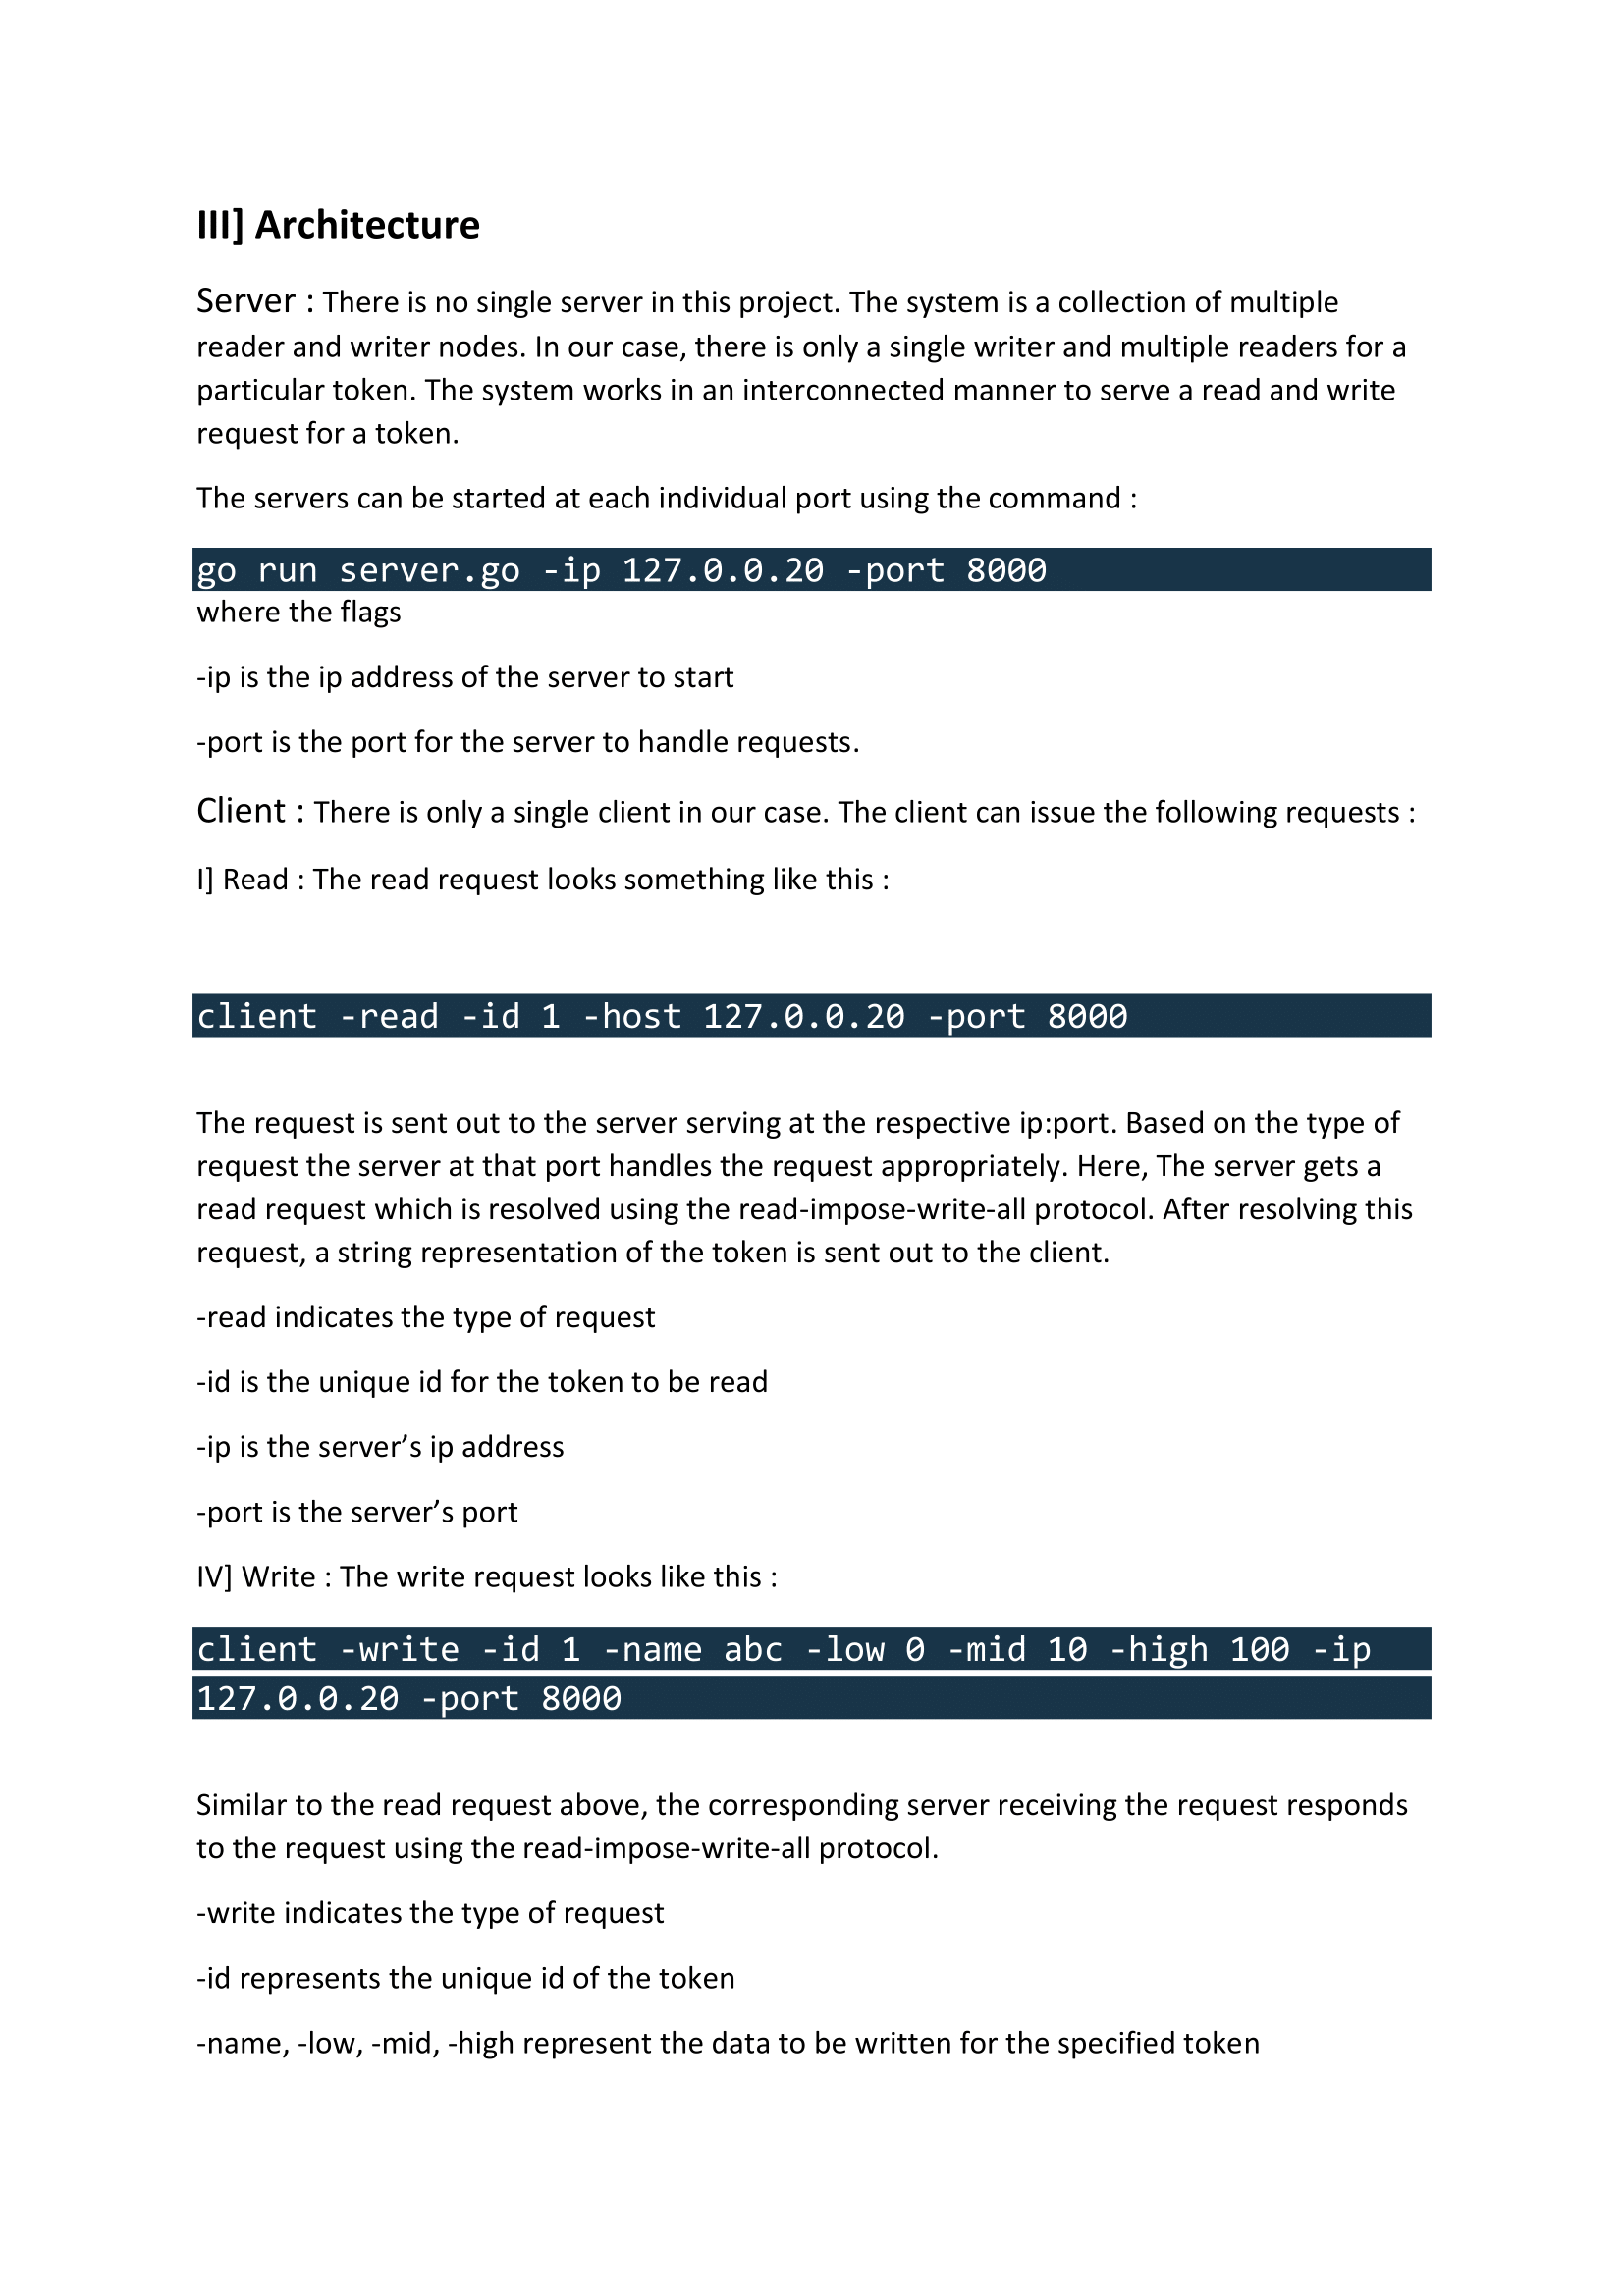 III] Architecture
Server : There is no single server in this project. The system is a collection of multiple
reader and writer nodes. In our case, there is only a single writer and multiple readers for a
particular token. The system works in an interconnected manner to serve a read and write
request for a token.
The servers can be started at each individual port using the command :
go run server.go -ip 127.0.0.20 -port 8000
where the flags
-ip is the ip address of the server to start
-port is the port for the server to handle requests.
Client : There is only a single client in our case. The client can issue the following requests :
I] Read : The read request looks something like this :
client -read -id 1 -host 127.0.0.20 -port 8000
The request is sent out to the server serving at the respective ip:port. Based on the type of
request the server at that port handles the request appropriately. Here, The server gets a
read request which is resolved using the read-impose-write-all protocol. After resolving this
request, a string representation of the token is sent out to the client.
-read indicates the type of request
-id is the unique id for the token to be read
-ip is the server’s ip address
-port is the server’s port
IV] Write : The write request looks like this :
client -write -id 1 -name abc -low 0 -mid 10 -high 100 -ip
127.0.0.20 -port 8000
Similar to the read request above, the corresponding server receiving the request responds
to the request using the read-impose-write-all protocol.
-write indicates the type of request
-id represents the unique id of the token
-name, -low, -mid, -high represent the data to be written for the specified token